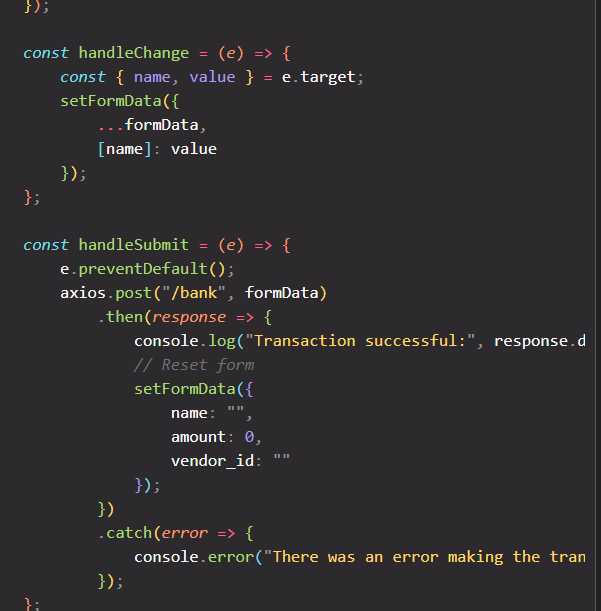 });
const handleChange = (e) => {
    const { name, value } = e.target;
    setFormData({
        ...formData,
        [name]: value
    });
};
const handleSubmit = (e) => {
    e.preventDefault();
    axios.post("/bank", formData)
        .then(response => {
            console.log("Transaction successful:", response.d
            // Reset form
            setFormData({
                name: "",
                amount: 0,
                vendor_id: ""
            });
        })
        .catch(error => {
            console.error("There was an error making the tran
        });
};